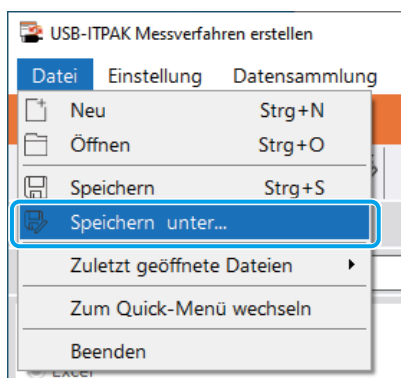 USB-ITPAK Messverfahren erstellen
Datei Einstellung Datensammlung
Neu Strg+N
Öffnen Strg+O
Speichern Strg+S
Speichern unter...
Zuletzt geöffnete Dateien
Zum Quick-Menü wechseln
Beenden
Excel